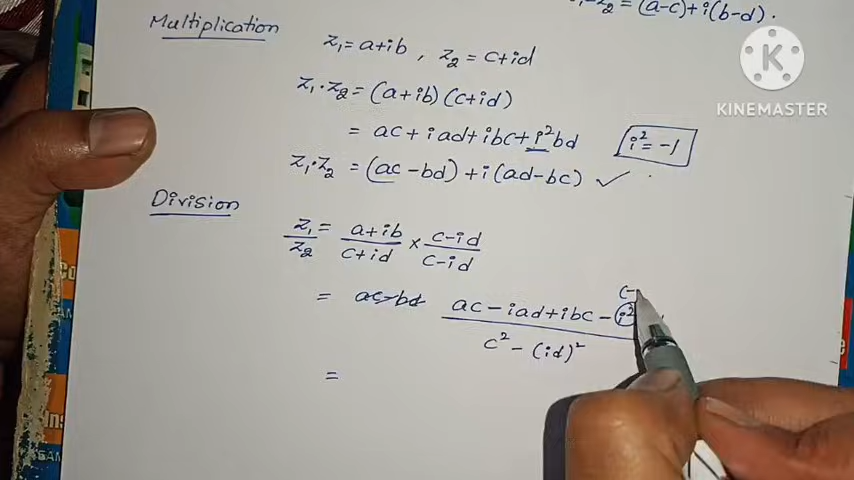 z₁-z₂ = (a-c)+i(b-d).
Multiplication
z₁ = a+ib , z₂ = c+id
z₁·z₂ = (a+ib) (c+id)
= ac + iad + ibc + i²bd
i² = -1
z₁·z₂ = (ac - bd) + i(ad - bc) ✓
Division
z₁/z₂ = a+ib/c+id × c-id/c-id
(-
= ac - bd ac - iad + ibc - i²
c² - (id)²
=
K
KINEMASTER